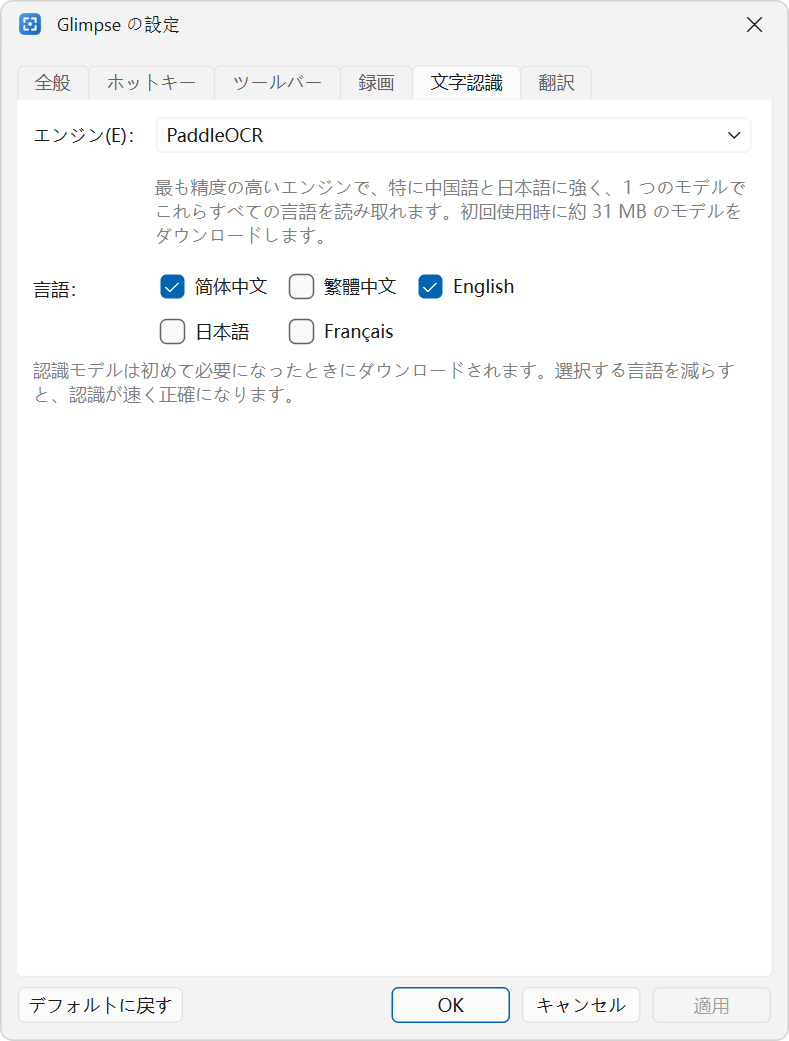 Glimpse の設定
全般 ホットキー ツールバー 録画 文字認識 翻訳
エンジン(E): PaddleOCR
最も精度の高いエンジンで、特に中国語と日本語に強く、1 つのモデルで
これらすべての言語を読み取れます。初回使用時に約 31 MB のモデルを
ダウンロードします。
言語: 简体中文 繁體中文 English
日本語 Français
認識モデルは初めて必要になったときにダウンロードされます。選択する言語を減らす
と、認識が速く正確になります。
デフォルトに戻す OK キャンセル 適用